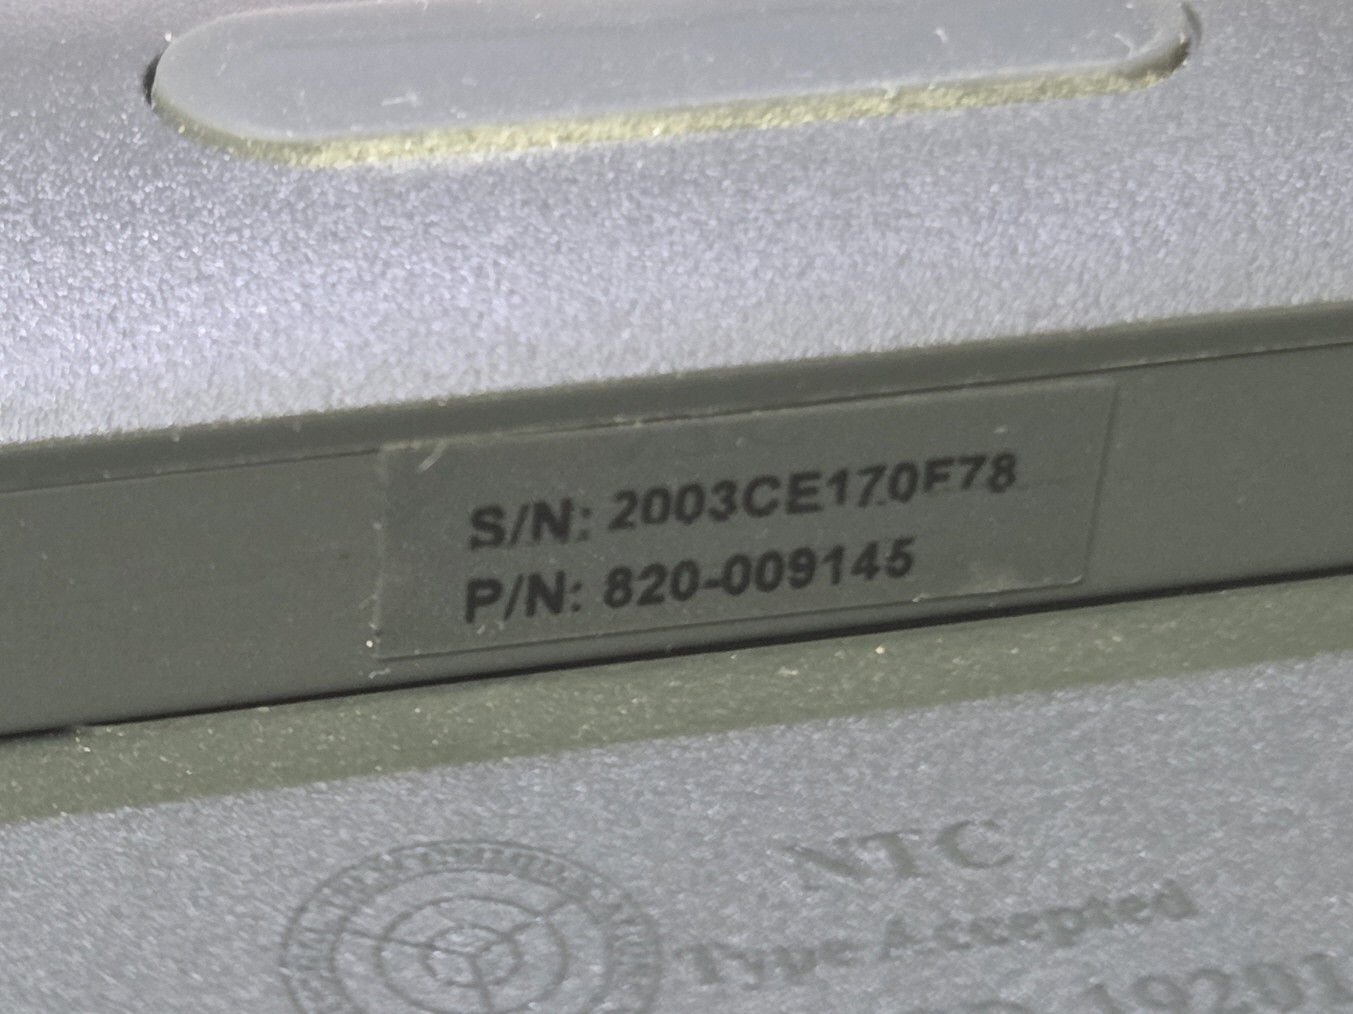 S/N: 2003CE170F78
P/N: 820-009145
NTC
Type Accepted